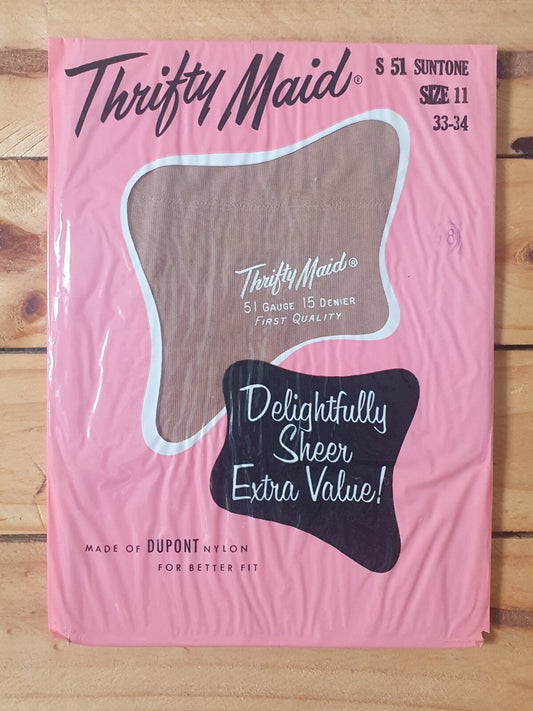 Thrifty Maid®
S 51 SUNTONE
SIZE 11
33-34
8
Thrifty Maid®
51 GAUGE 15 DENIER
FIRST QUALITY
Delightfully
Sheer
Extra Value!
MADE OF DUPONT NYLON
FOR BETTER FIT